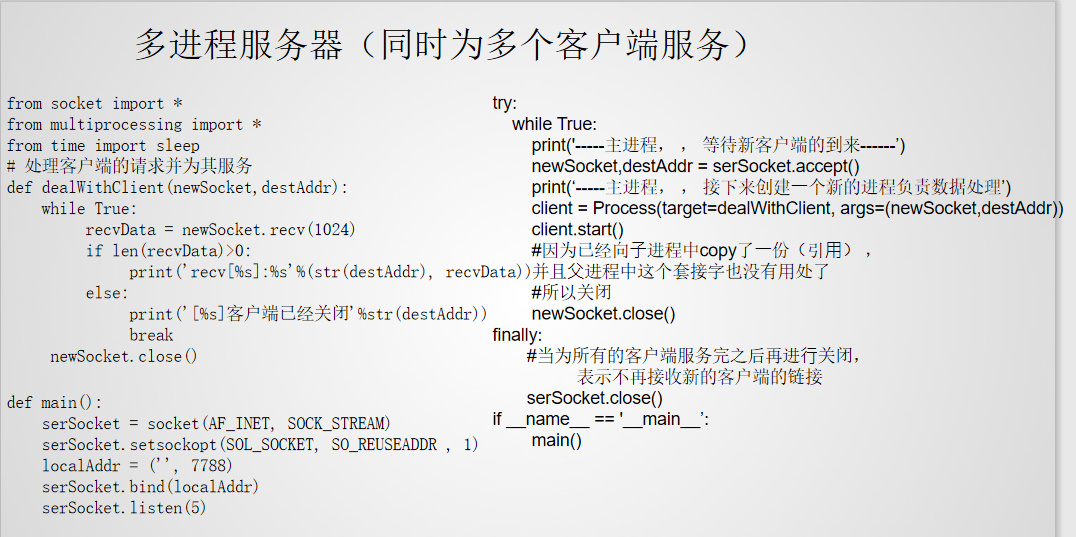 多进程服务器（同时为多个客户端服务）
from socket import *
from multiprocessing import *
from time import sleep
# 处理客户端的请求并为其服务
def dealWithClient(newSocket,destAddr):
    while True:
        recvData = newSocket.recv(1024)
        if len(recvData)>0:
            print('recv[%s]:%s'%(str(destAddr), recvData))
        else:
            print('[%s]客户端已经关闭'%str(destAddr))
            break
    newSocket.close()
def main():
    serSocket = socket(AF_INET, SOCK_STREAM)
    serSocket.setsockopt(SOL_SOCKET, SO_REUSEADDR , 1)
    localAddr = ('', 7788)
    serSocket.bind(localAddr)
    serSocket.listen(5)
try:
    while True:
        print('-----主进程，，等待新客户端的到来------’)
        newSocket,destAddr = serSocket.accept()
        print(‘-----主进程，，接下来创建一个新的进程负责数据处理’)
        client = Process(target=dealWithClient, args=(newSocket,destAddr))
        client.start()
        #因为已经向子进程中copy了一份（引用），
并且父进程中这个套接字也没有用处了
        #所以关闭
        newSocket.close()
finally:
    #当为所有的客户端服务完之后再进行关闭，
        表示不再接收新的客户端的链接
    serSocket.close()
if __name__ == '__main__’:
    main()